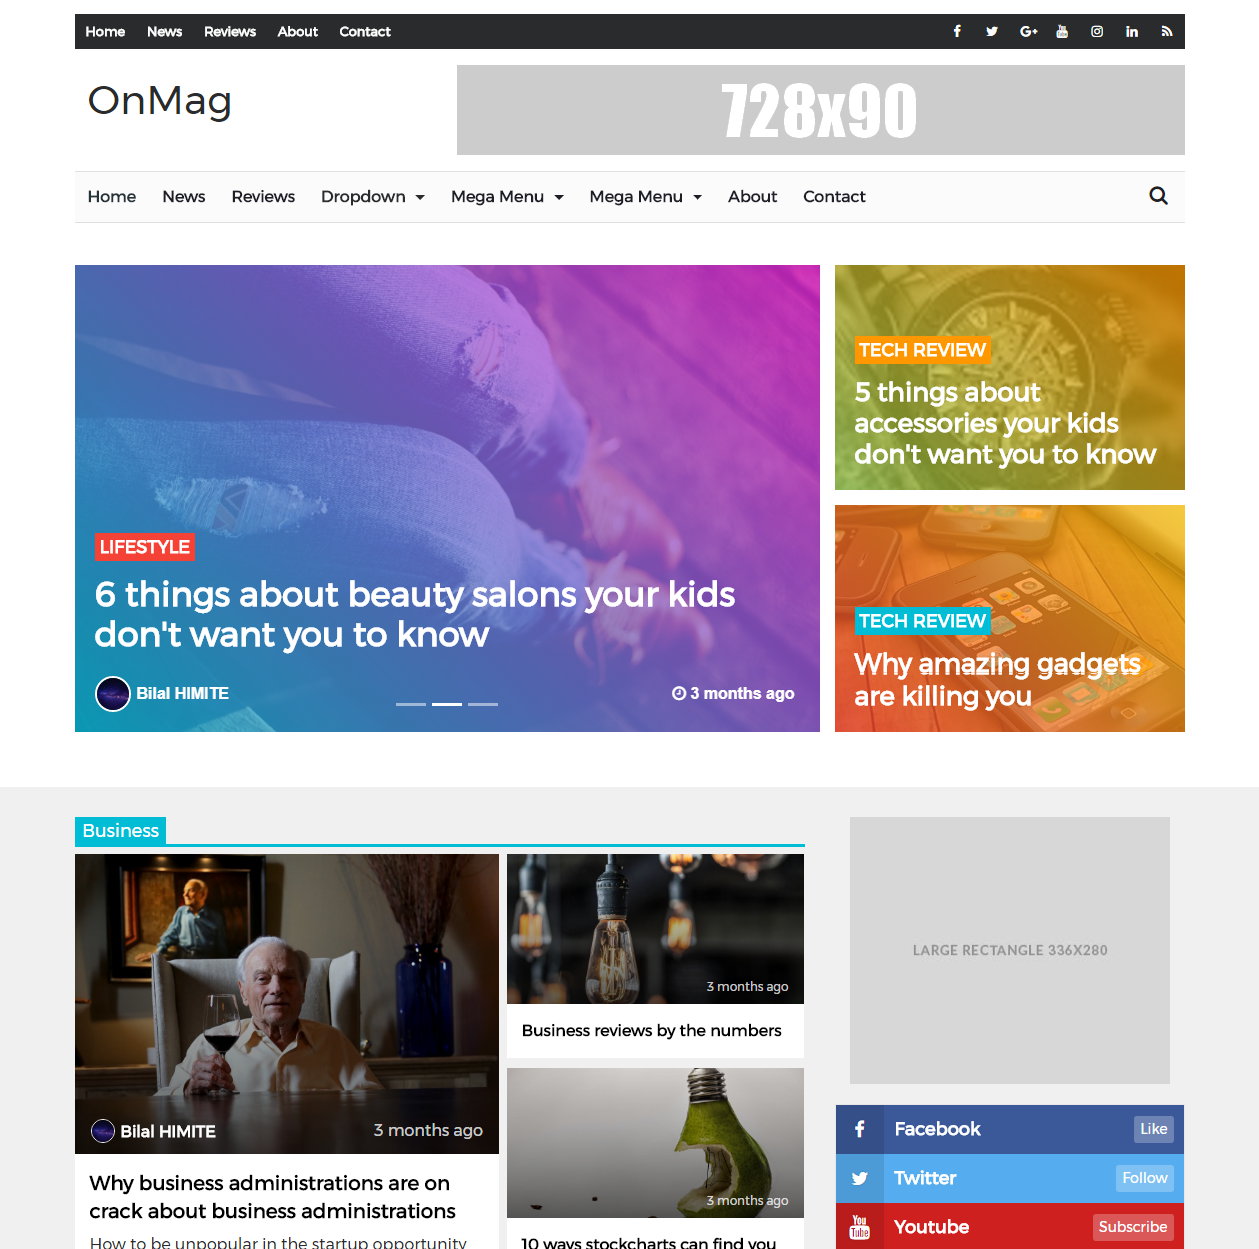 Home News Reviews About Contact
OnMag
728x90
Home News Reviews Dropdown Mega Menu Mega Menu About Contact
LIFESTYLE
6 things about beauty salons your kids
don't want you to know
Bilal HIMITE
3 months ago
TECH REVIEW
5 things about
accessories your kids
don't want you to know
TECH REVIEW
Why amazing gadgets
are killing you
Business
Bilal HIMITE
3 months ago
Why business administrations are on
crack about business administrations
How to be unpopular in the startup opportunity
3 months ago
Business reviews by the numbers
3 months ago
10 ways stockcharts can find you
LARGE RECTANGLE 336X280
Facebook Like
Twitter Follow
You
Tube
Youtube Subscribe